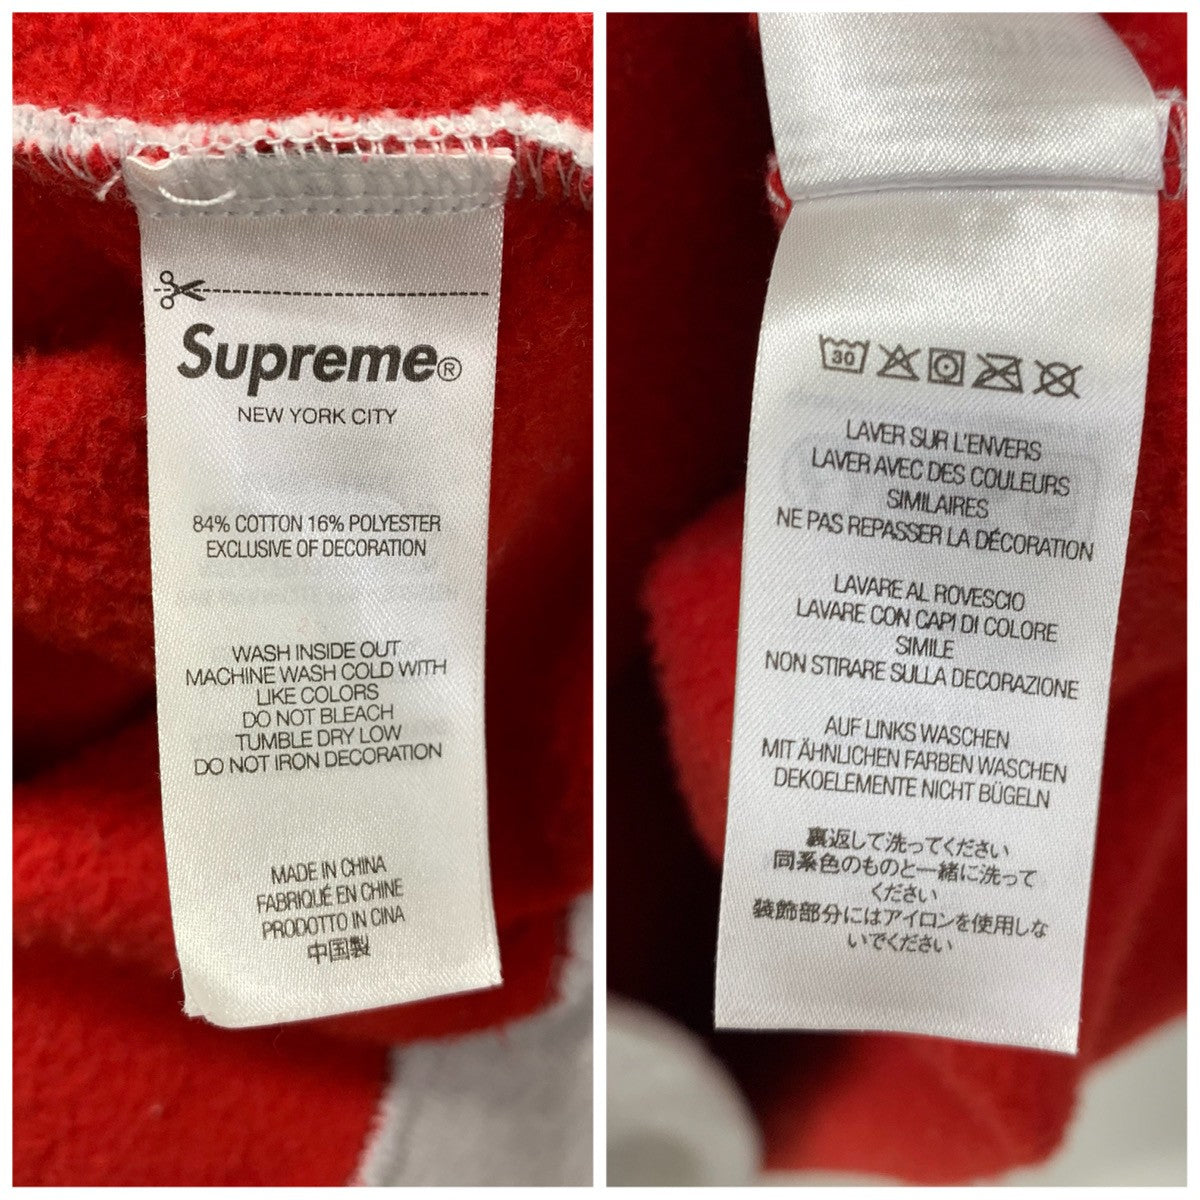 Supreme®
NEW YORK CITY
84% COTTON 16% POLYESTER
EXCLUSIVE OF DECORATION
WASH INSIDE OUT
MACHINE WASH COLD WITH
LIKE COLORS
DO NOT BLEACH
TUMBLE DRY LOW
DO NOT IRON DECORATION
MADE IN CHINA
FABRIQUÉ EN CHINE
PRODOTTO IN CINA
中国製
30
LAVER SUR L'ENVERS
LAVER AVEC DES COULEURS
SIMILAIRES
NE PAS REPASSER LA DÉCORATION
LAVARE AL ROVESCIO
LAVARE CON CAPI DI COLORE
SIMILE
NON STIRARE SULLA DECORAZIONE
AUF LINKS WASCHEN
MIT ÄHNLICHEN FARBEN WASCHEN
DEKOELEMENTE NICHT BÜGELN
裏返して洗ってください
同系色のものと一緒に洗って
ください
装飾部分にはアイロンを使用しな
いでください